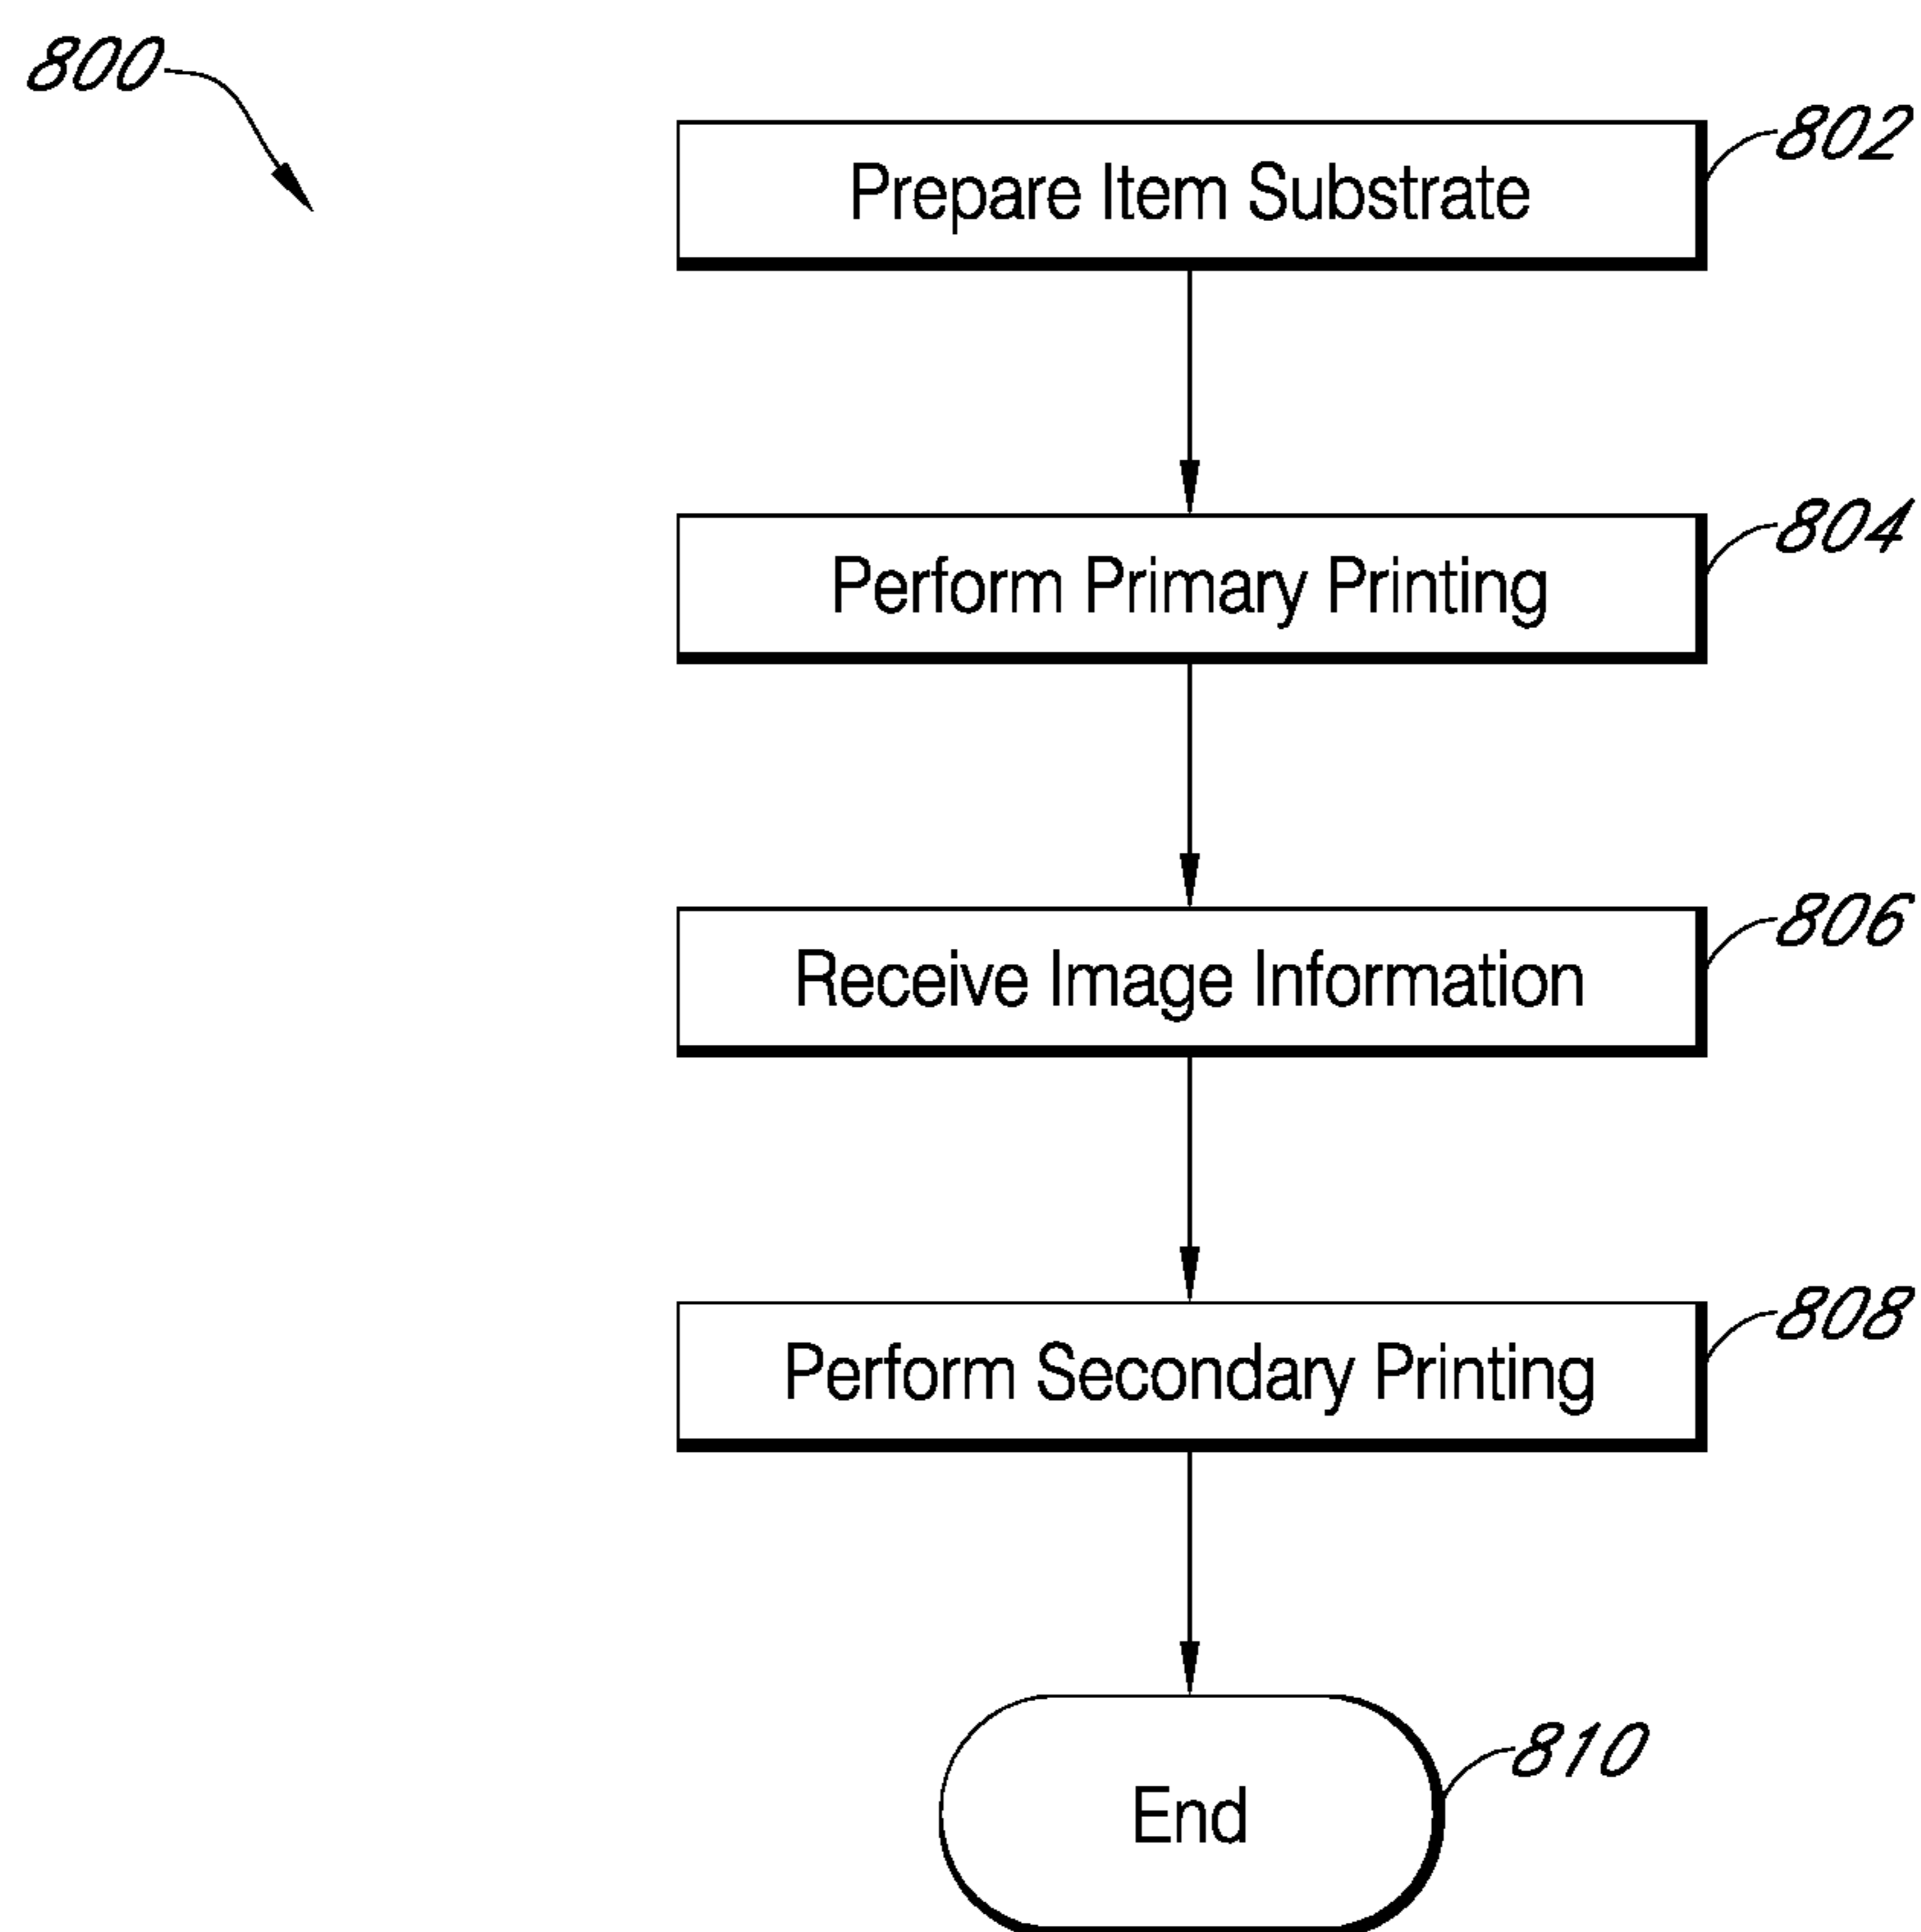 800
802
Prepare Item Substrate
804
Perform Primary Printing
806
Receive Image Information
808
Perform Secondary Printing
810
End